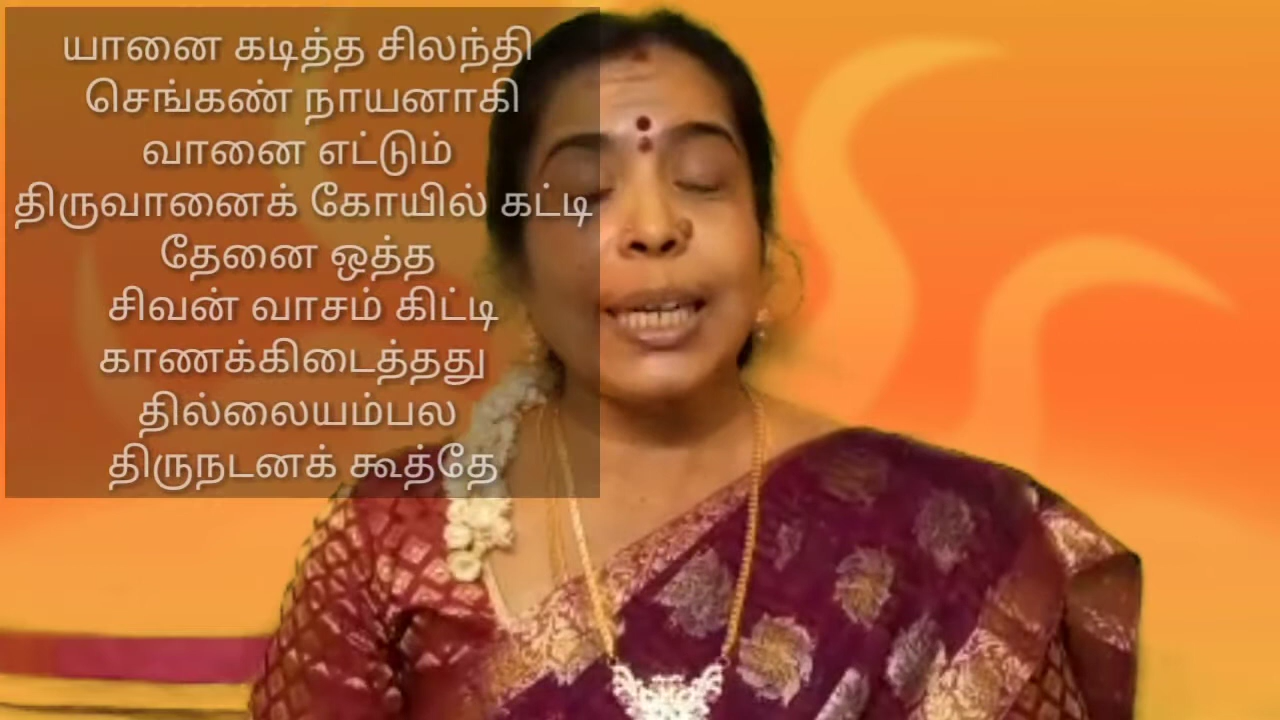 யானை கடித்த சிலந்தி
செங்கண் நாயனாகி
வானை எட்டும்
திருவானைக் கோயில் கட்டி
தேனை ஒத்த
சிவன் வாசம் கிட்டி
காணக்கிடைத்தது
தில்லையம்பல
திருநடனக் கூத்தே